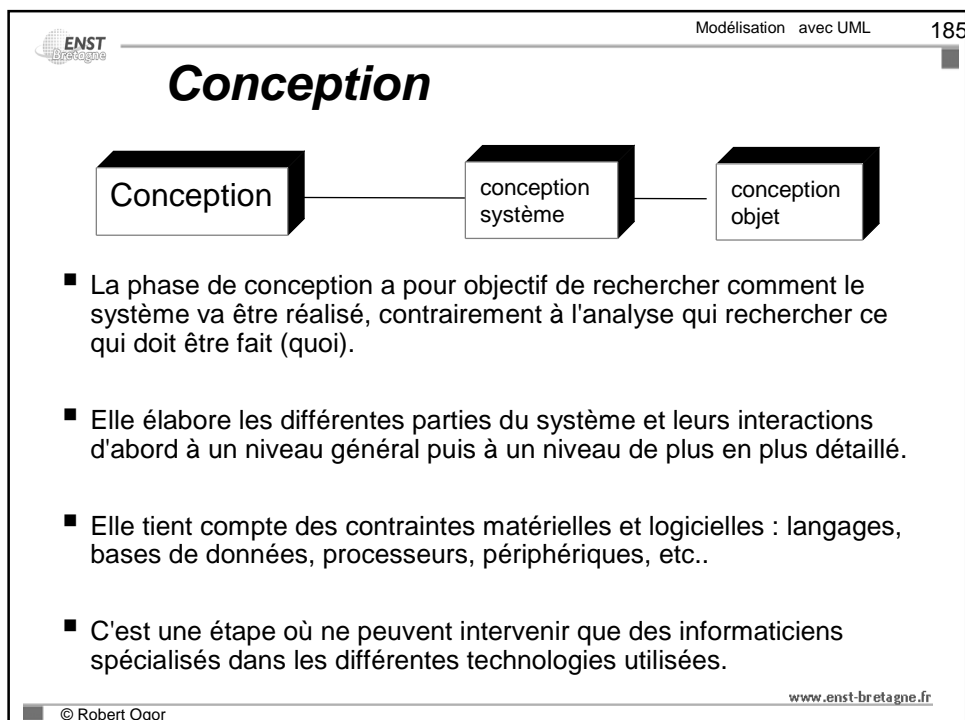 Modélisation avec UML
185
ENST
Bretagne
Conception
Conception
conception
système
conception
objet
La phase de conception a pour objectif de rechercher comment le
système va être réalisé, contrairement à l'analyse qui rechercher ce
qui doit être fait (quoi).
Elle élabore les différentes parties du système et leurs interactions
d'abord à un niveau général puis à un niveau de plus en plus détaillé.
Elle tient compte des contraintes matérielles et logicielles : langages,
bases de données, processeurs, périphériques, etc..
C'est une étape où ne peuvent intervenir que des informaticiens
spécialisés dans les différentes technologies utilisées.
www.enst-bretagne.fr
© Robert Ogor